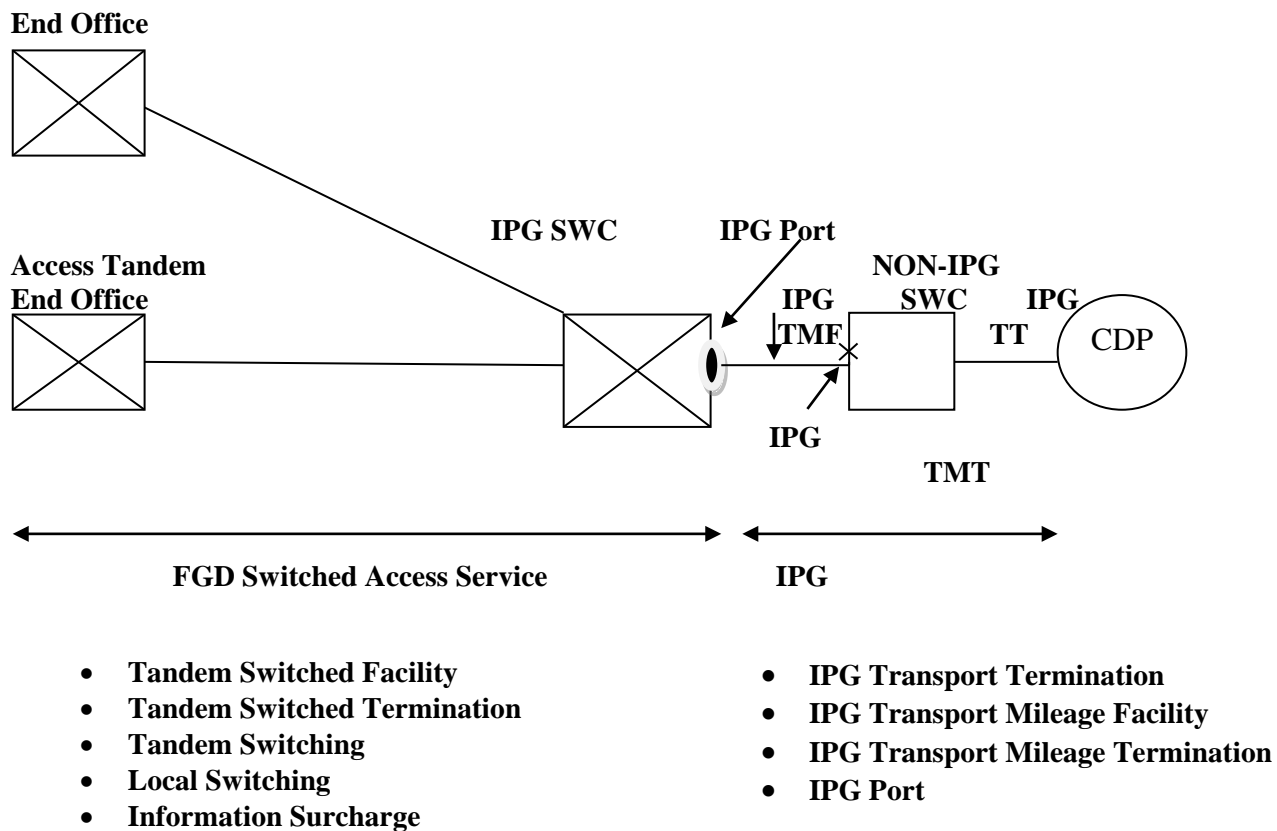 End Office
IPG SWC
IPG Port
Access Tandem
End Office
NON-IPG
SWC
IPG
TMF
IPG
TT
CDP
IPG
TMT
FGD Switched Access Service
IPG
• Tandem Switched Facility
• Tandem Switched Termination
• Tandem Switching
• Local Switching
• Information Surcharge
• IPG Transport Termination
• IPG Transport Mileage Facility
• IPG Transport Mileage Termination
• IPG Port